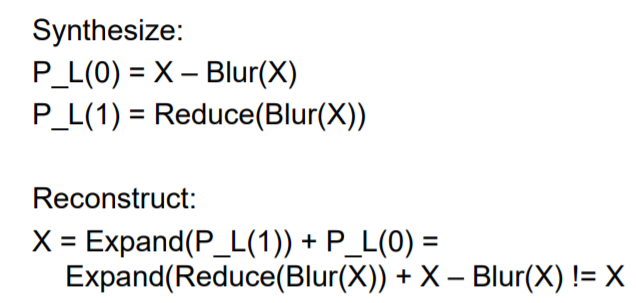 Synthesize:
P_L(0) = X – Blur(X)
P_L(1) = Reduce(Blur(X))
Reconstruct:
X = Expand(P_L(1)) + P_L(0) =
Expand(Reduce(Blur(X)) + X – Blur(X) != X